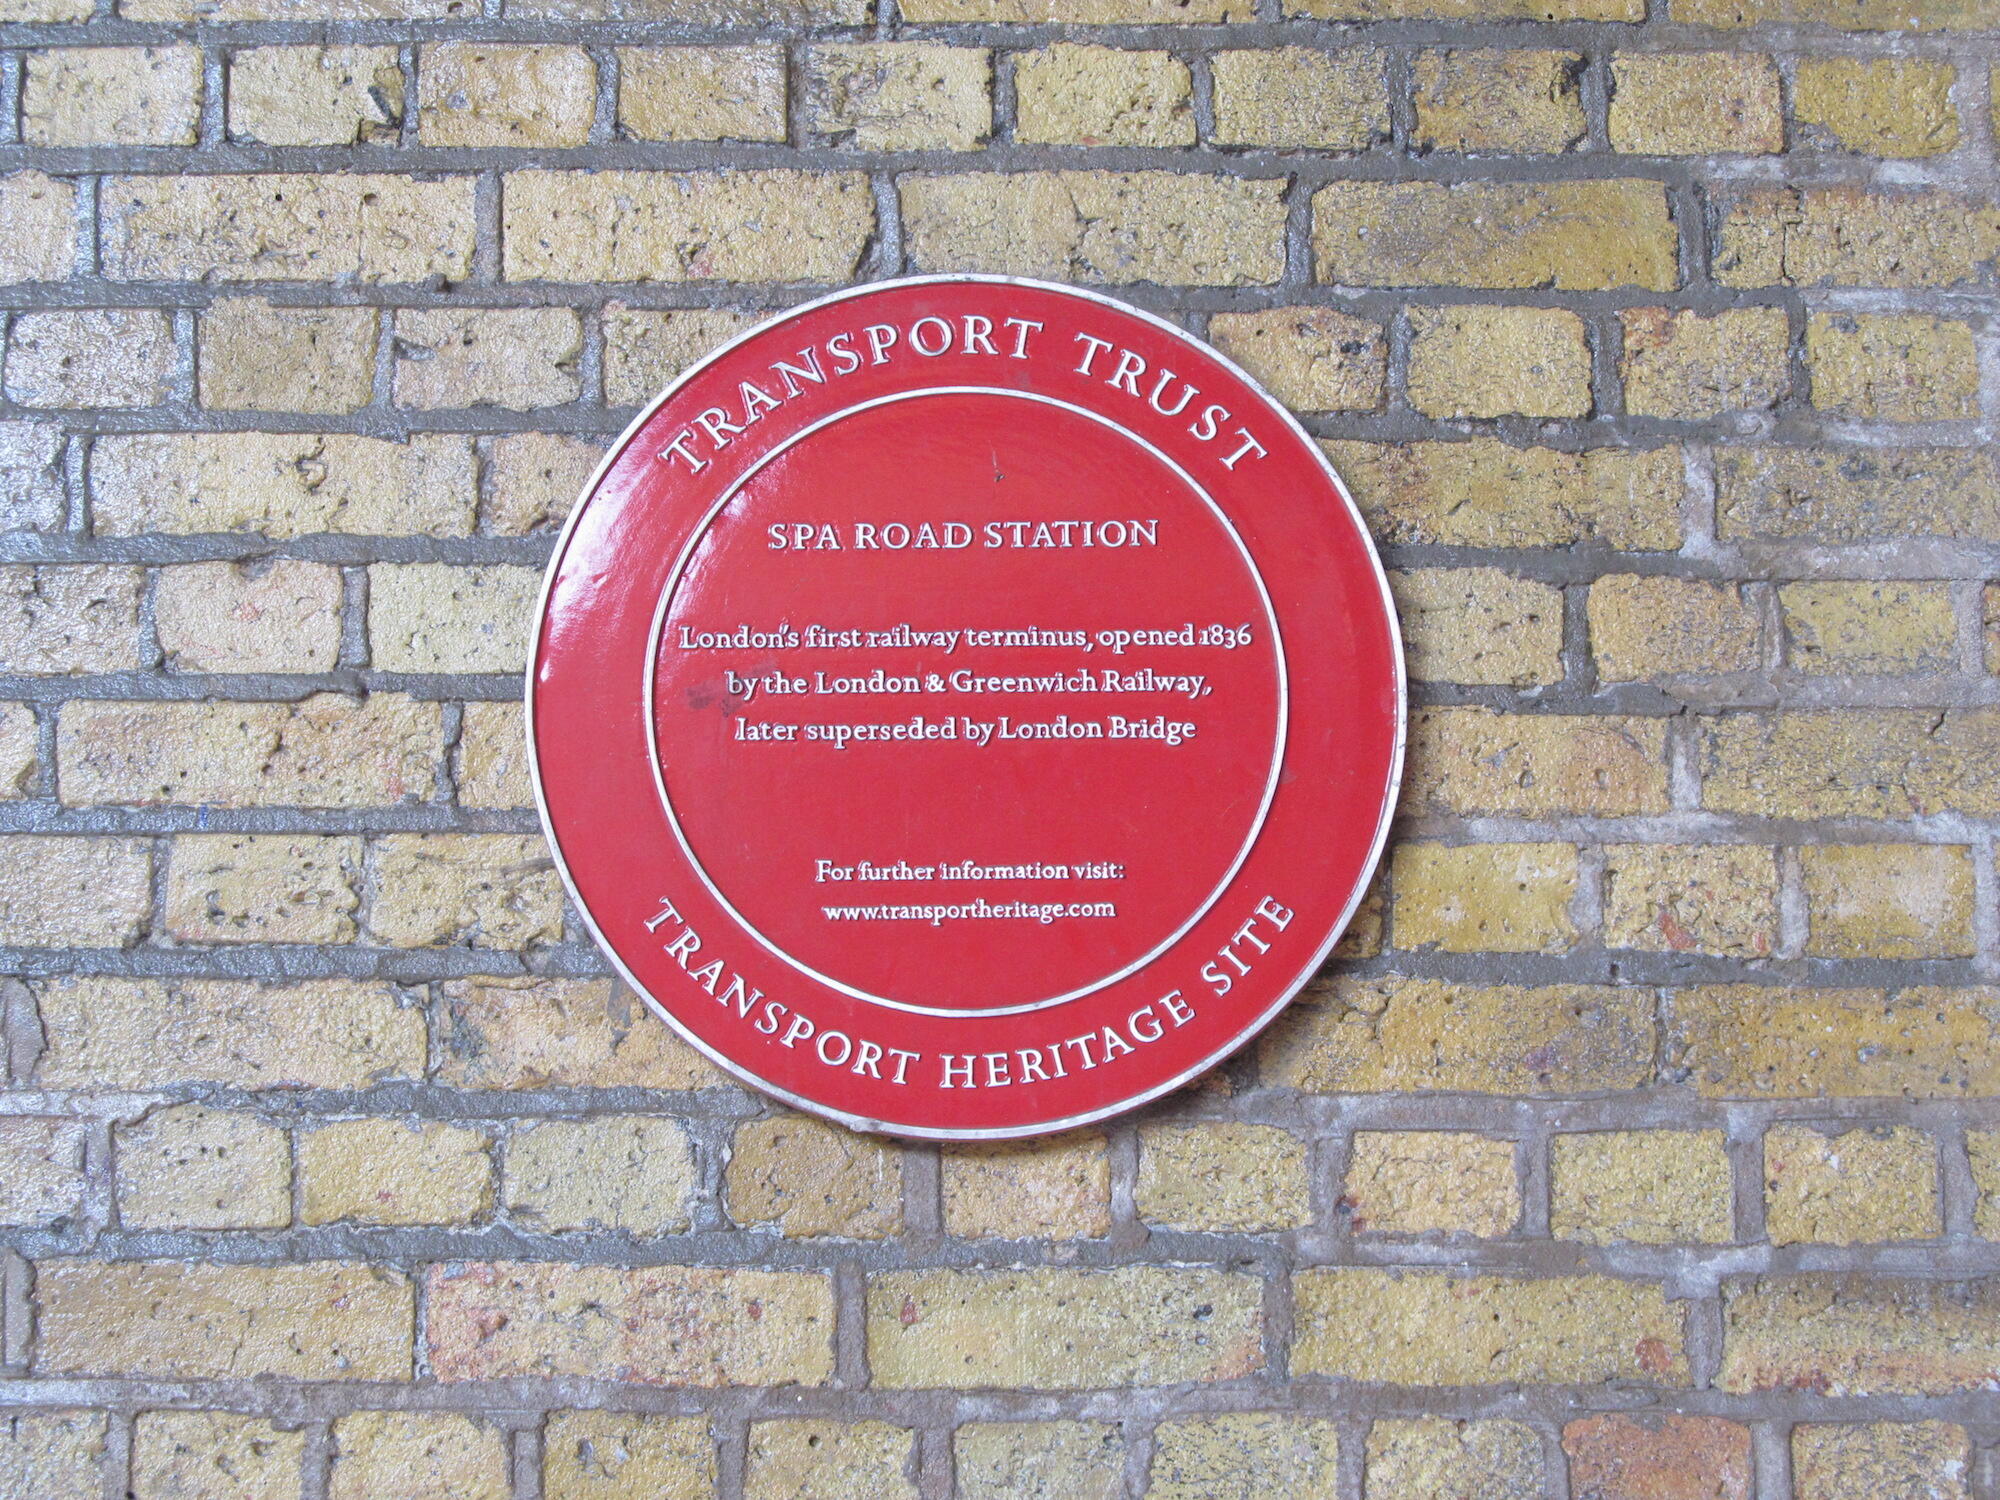 TRANSPORT TRUST
SPA ROAD STATION
London's first railway terminus, opened 1836
by the London & Greenwich Railway,
later superseded by London Bridge
For further information visit:
www.transportheritage.com
TRANSPORT HERITAGE SITE